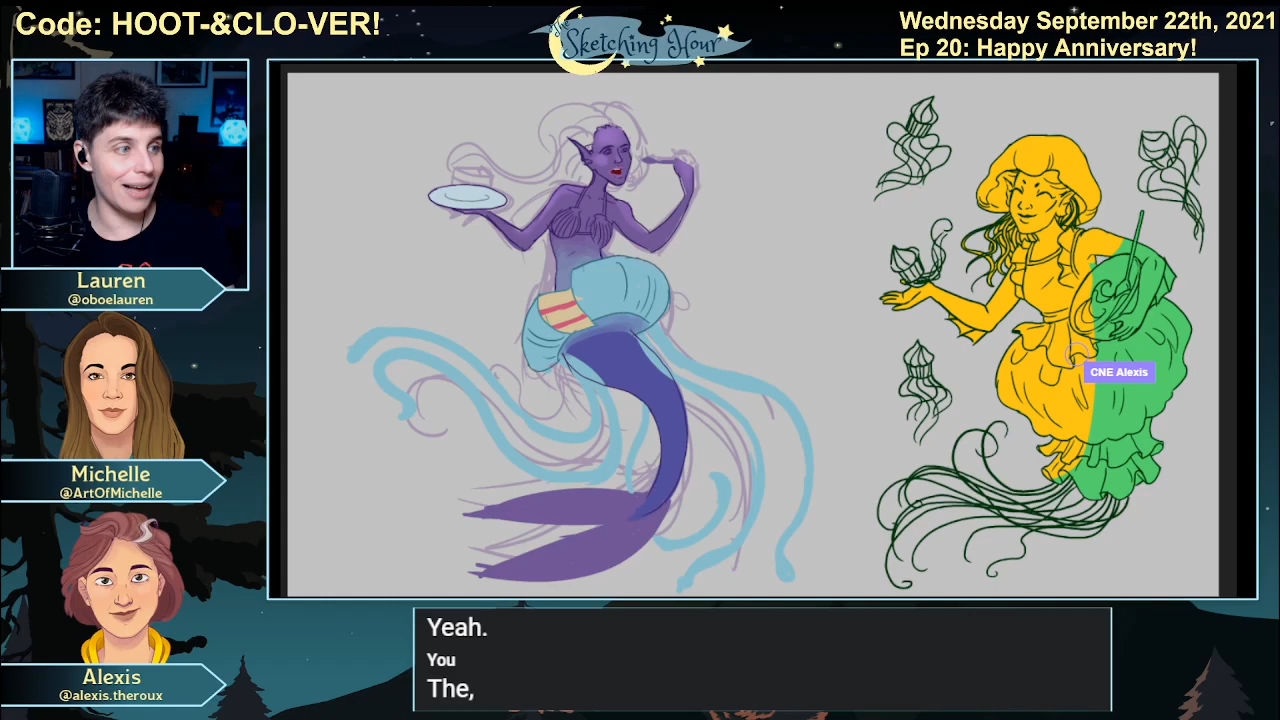 Code: HOOT-&CLO-VER!
The
Sketching Hour
Wednesday September 22th, 2021
Ep 20: Happy Anniversary!
Lauren
@oboelauren
Michelle
@ArtOfMichelle
Alexis
@alexis.theroux
CNE Alexis
Yeah.
You
The,